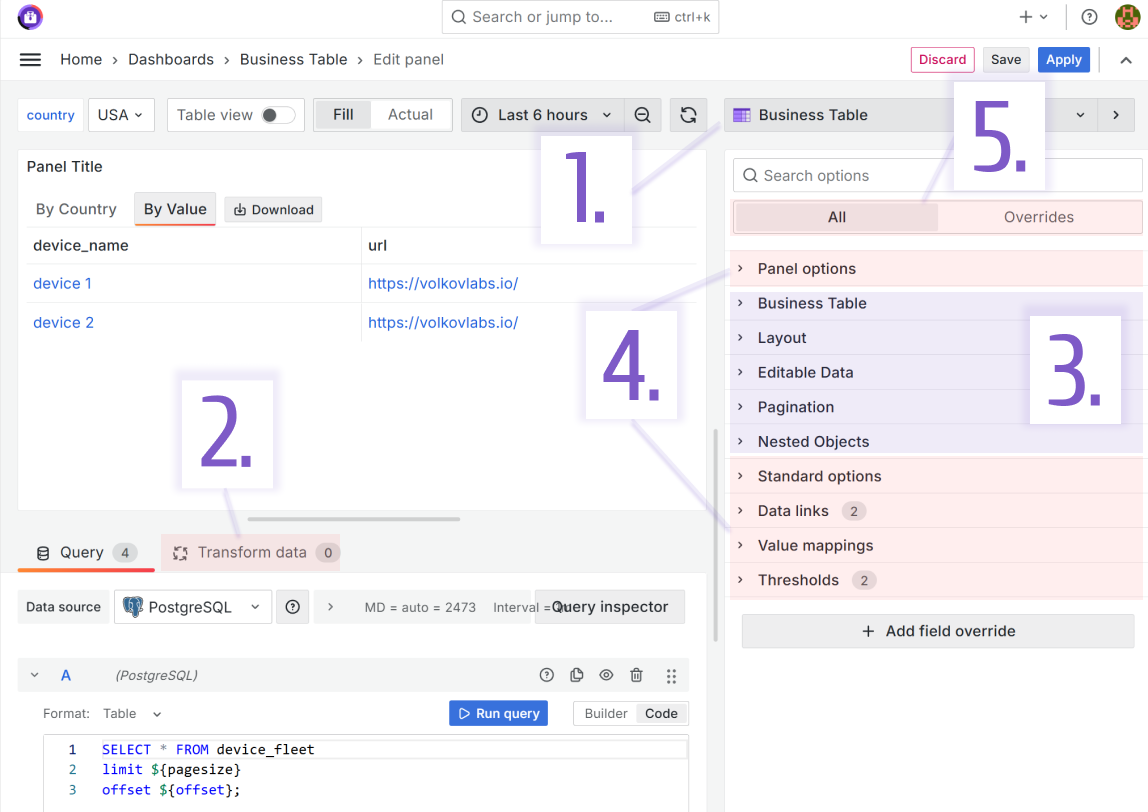 Search or jump to... ctrl+k
Home › Dashboards › Business Table › Edit panel
Discard Save Apply
country USA Table view Fill Actual Last 6 hours
Business Table
5.
1.
Panel Title
Search options
By Country By Value Download
All Overrides
device_name url
device 1 https://volkovlabs.io/
device 2 https://volkovlabs.io/
Panel options
Business Table
Layout
Editable Data
Pagination
Nested Objects
Standard options
Data links 2
Value mappings
Thresholds 2
Add field override
4.
3.
2.
Query 4 Transform data 0
Data source PostgreSQL MD = auto = 2473 Interval = Query inspector
A (PostgreSQL)
Format: Table Run query Builder Code
1 SELECT * FROM device_fleet
2 limit ${pagesize}
3 offset ${offset};